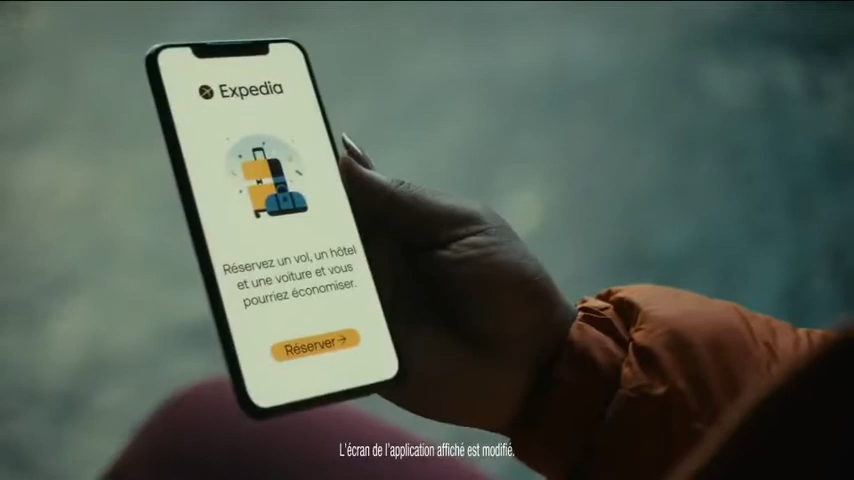 Expedia
Réservez un vol, un hôtel
et une voiture et vous
pourriez économiser.
Réserver →
L'écran de l'application affiché est modifié.